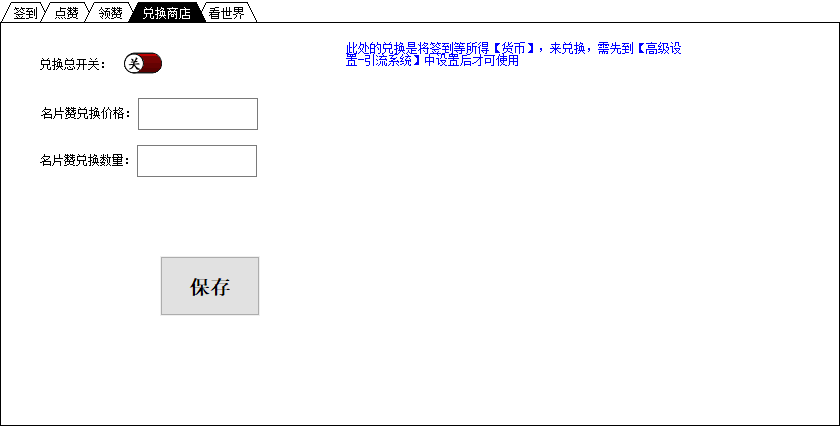 签到 点赞 领赞 兑换商店 看世界
此处的兑换是将签到等所得【货币】，来兑换，需先到【高级设
置-引流系统】中设置后才可使用
兑换总开关： 关
名片赞兑换价格：
名片赞兑换数量：
保存